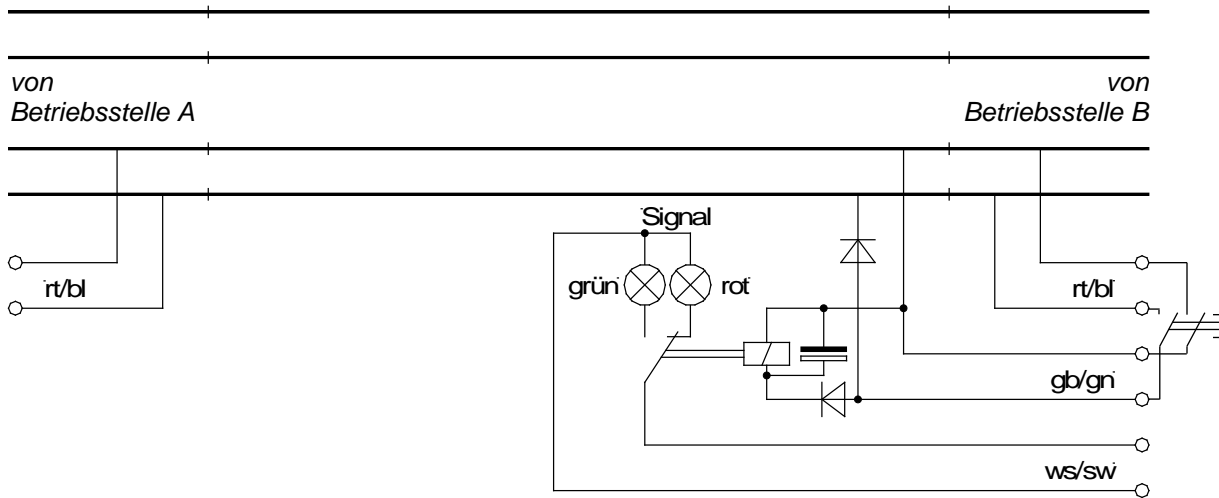 von
Betriebsstelle A
von
Betriebsstelle B
Signal
grün
rot
rt/bl
rt/bl
gb/gn
ws/sw